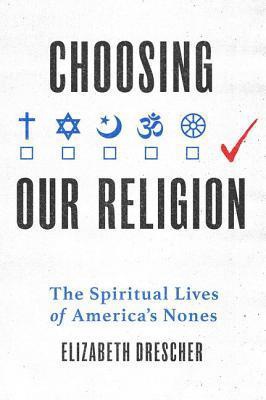 CHOOSING
OUR RELIGION
The Spiritual Lives
of America's Nones
ELIZABETH DRESCHER